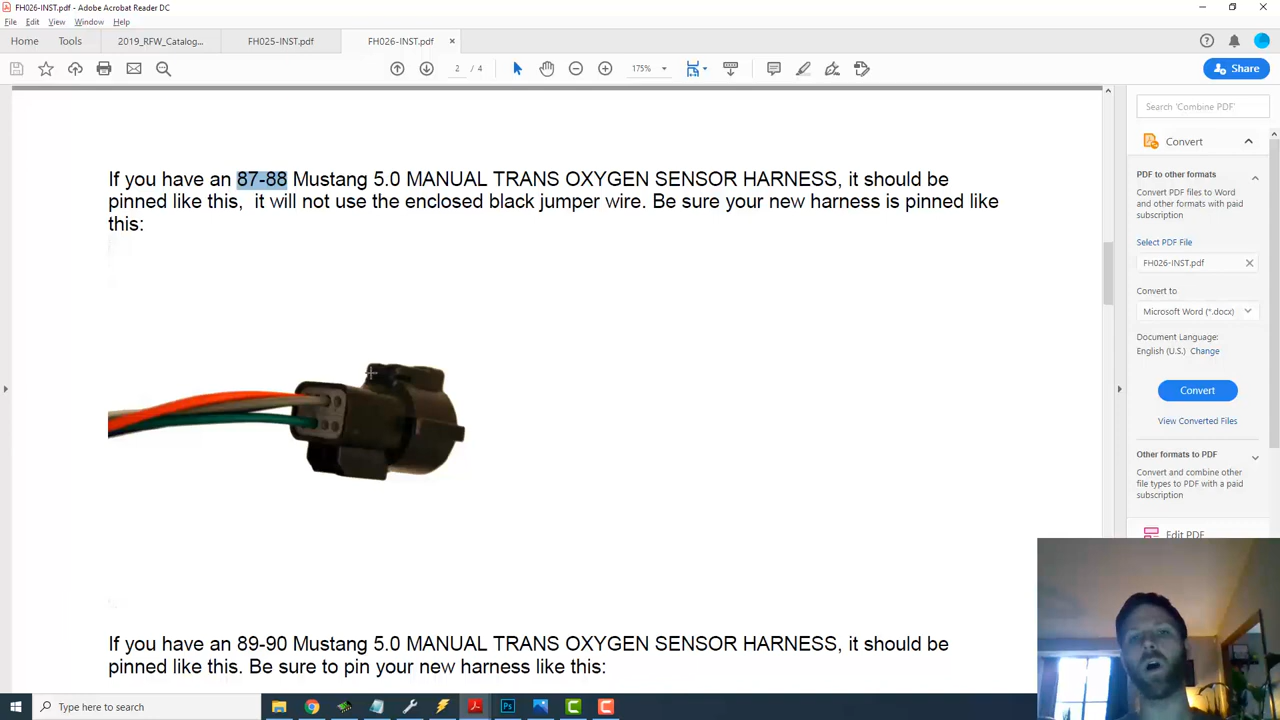 FH026-INST.pdf - Adobe Acrobat Reader DC
File Edit View Window Help
Home Tools 2019_RFW_Catalog... FH025-INST.pdf FH026-INST.pdf ×
2 / 4 175% Share
If you have an 87-88 Mustang 5.0 MANUAL TRANS OXYGEN SENSOR HARNESS, it should be
pinned like this, it will not use the enclosed black jumper wire. Be sure your new harness is pinned like
this:
If you have an 89-90 Mustang 5.0 MANUAL TRANS OXYGEN SENSOR HARNESS, it should be
pinned like this. Be sure to pin your new harness like this:
Search 'Combine PDF'
Convert
PDF to other formats
Convert PDF files to Word
and other formats with paid
subscription
Select PDF File
FH026-INST.pdf
Convert to
Microsoft Word (*.docx)
Document Language:
English (U.S.) Change
Convert
View Converted Files
Other formats to PDF
Convert and combine other
file types to PDF with a paid
subscription
Edit PDF
Type here to search